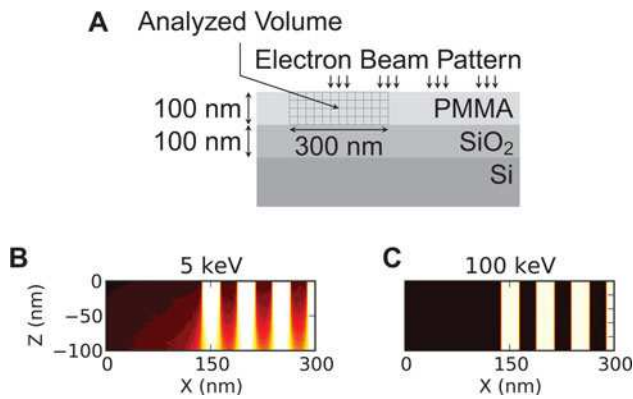 A
Analyzed Volume
Electron Beam Pattern
100 nm
PMMA
100 nm
300 nm
SiO₂
Si
B
5 keV
C
100 keV
Z (nm)
0
−50
−100
0
150
300
X (nm)
0
150
300
X (nm)